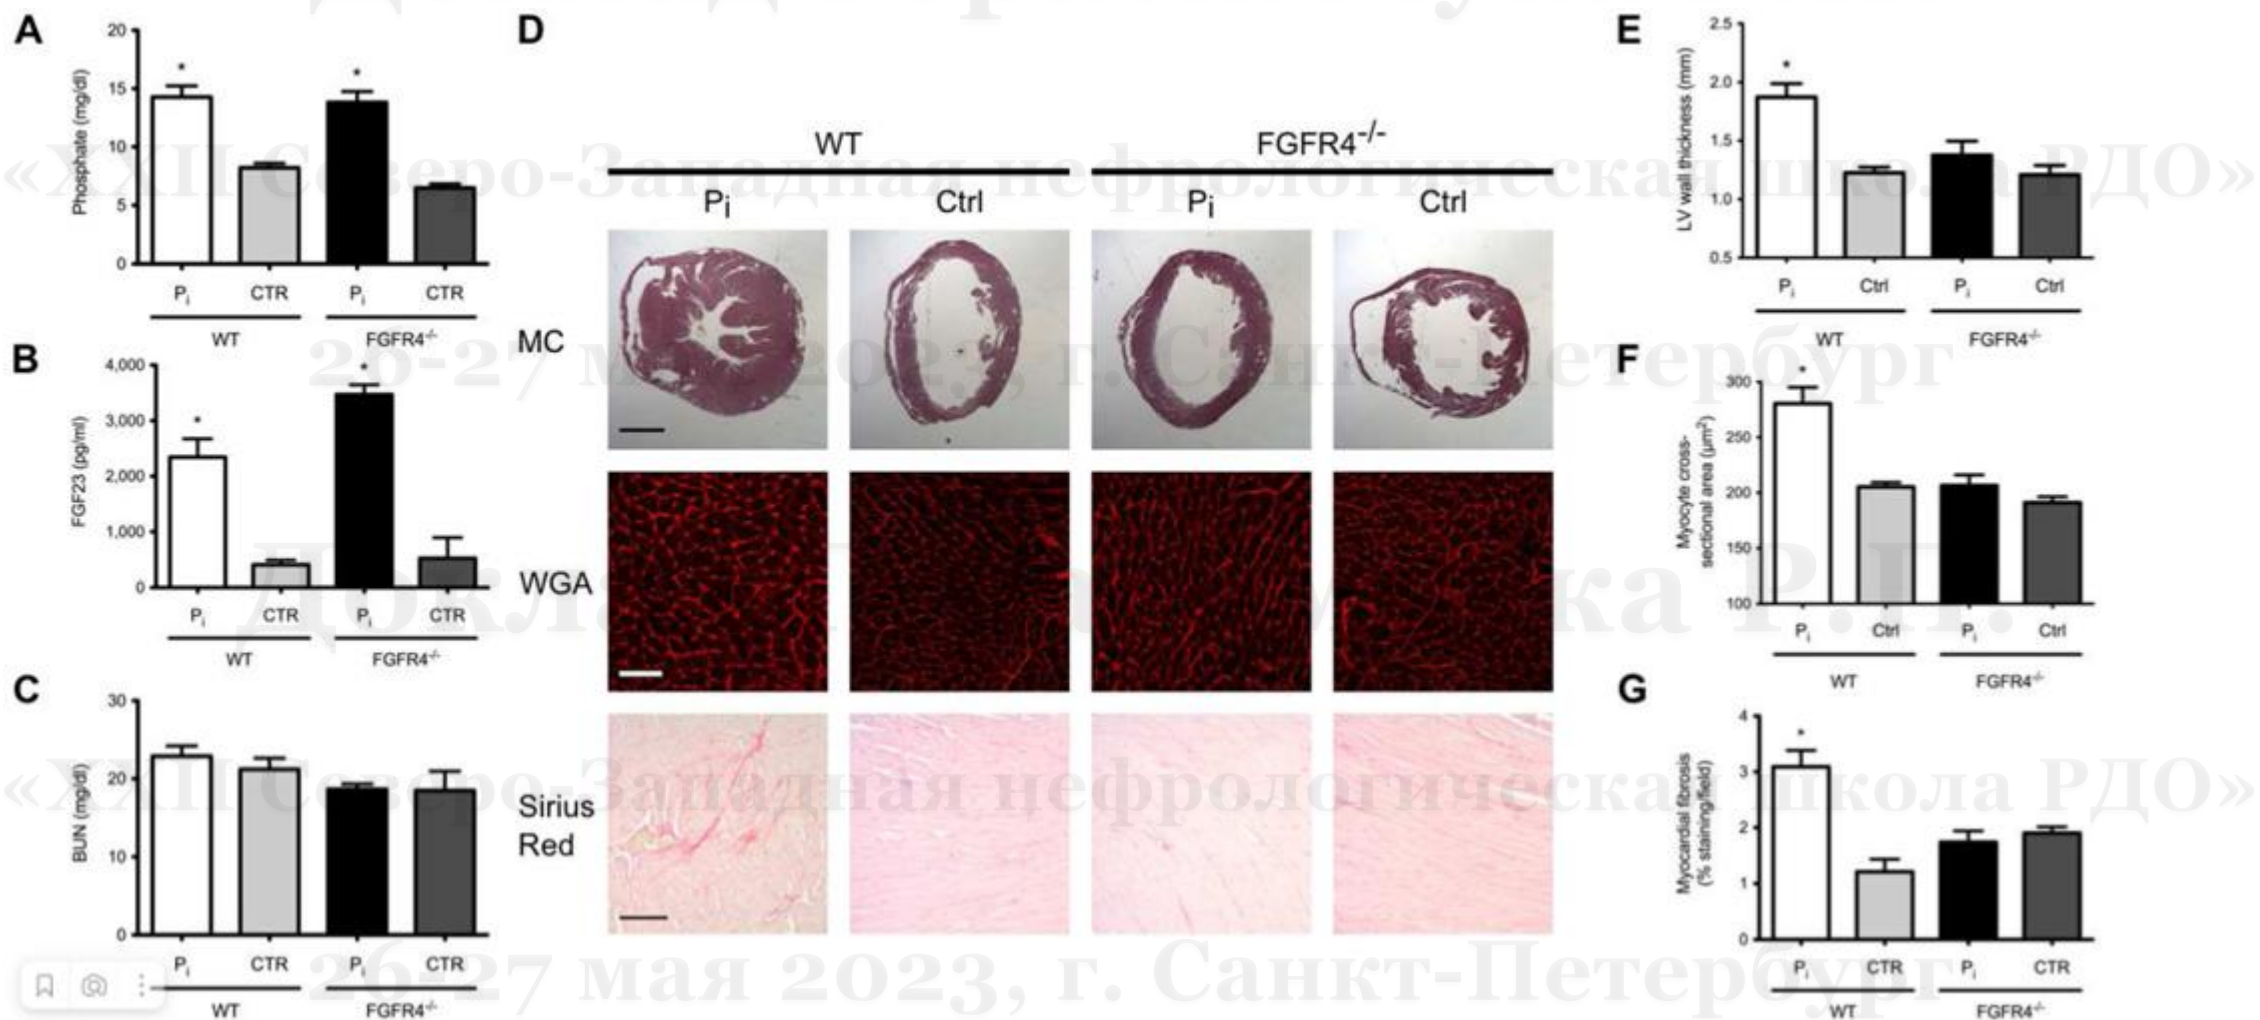 A
Phosphate (mg/dl)
20
15
10
5
0
*
*
Pi CTR Pi CTR
WT FGFR4-/-
B
FGF23 (pg/ml)
4,000
3,000
2,000
1,000
0
*
*
Pi CTR Pi CTR
WT FGFR4-/-
C
BUN (mg/dl)
30
20
10
0
Pi CTR Pi CTR
WT FGFR4-/-
D
WT FGFR4-/-
Pi Ctrl Pi Ctrl
MC
WGA
Sirius
Red
E
LV wall thickness (mm)
2.5
2.0
1.5
1.0
0.5
*
Pi Ctrl Pi Ctrl
WT FGFR4-/-
F
Myocyte cross-
sectional area (µm²)
300
250
200
150
100
*
Pi Ctrl Pi Ctrl
WT FGFR4-/-
G
Myocardial fibrosis
(% staining/field)
4
3
2
1
0
*
Pi CTR Pi CTR
WT FGFR4-/-
«XXII Северо-Западная нефрологическая школа РДО»
26-27 мая 2023, г. Санкт-Петербург
Р.П.
«XXII Северо-Западная нефрологическая школа РДО»
26-27 мая 2023, г. Санкт-Петербург